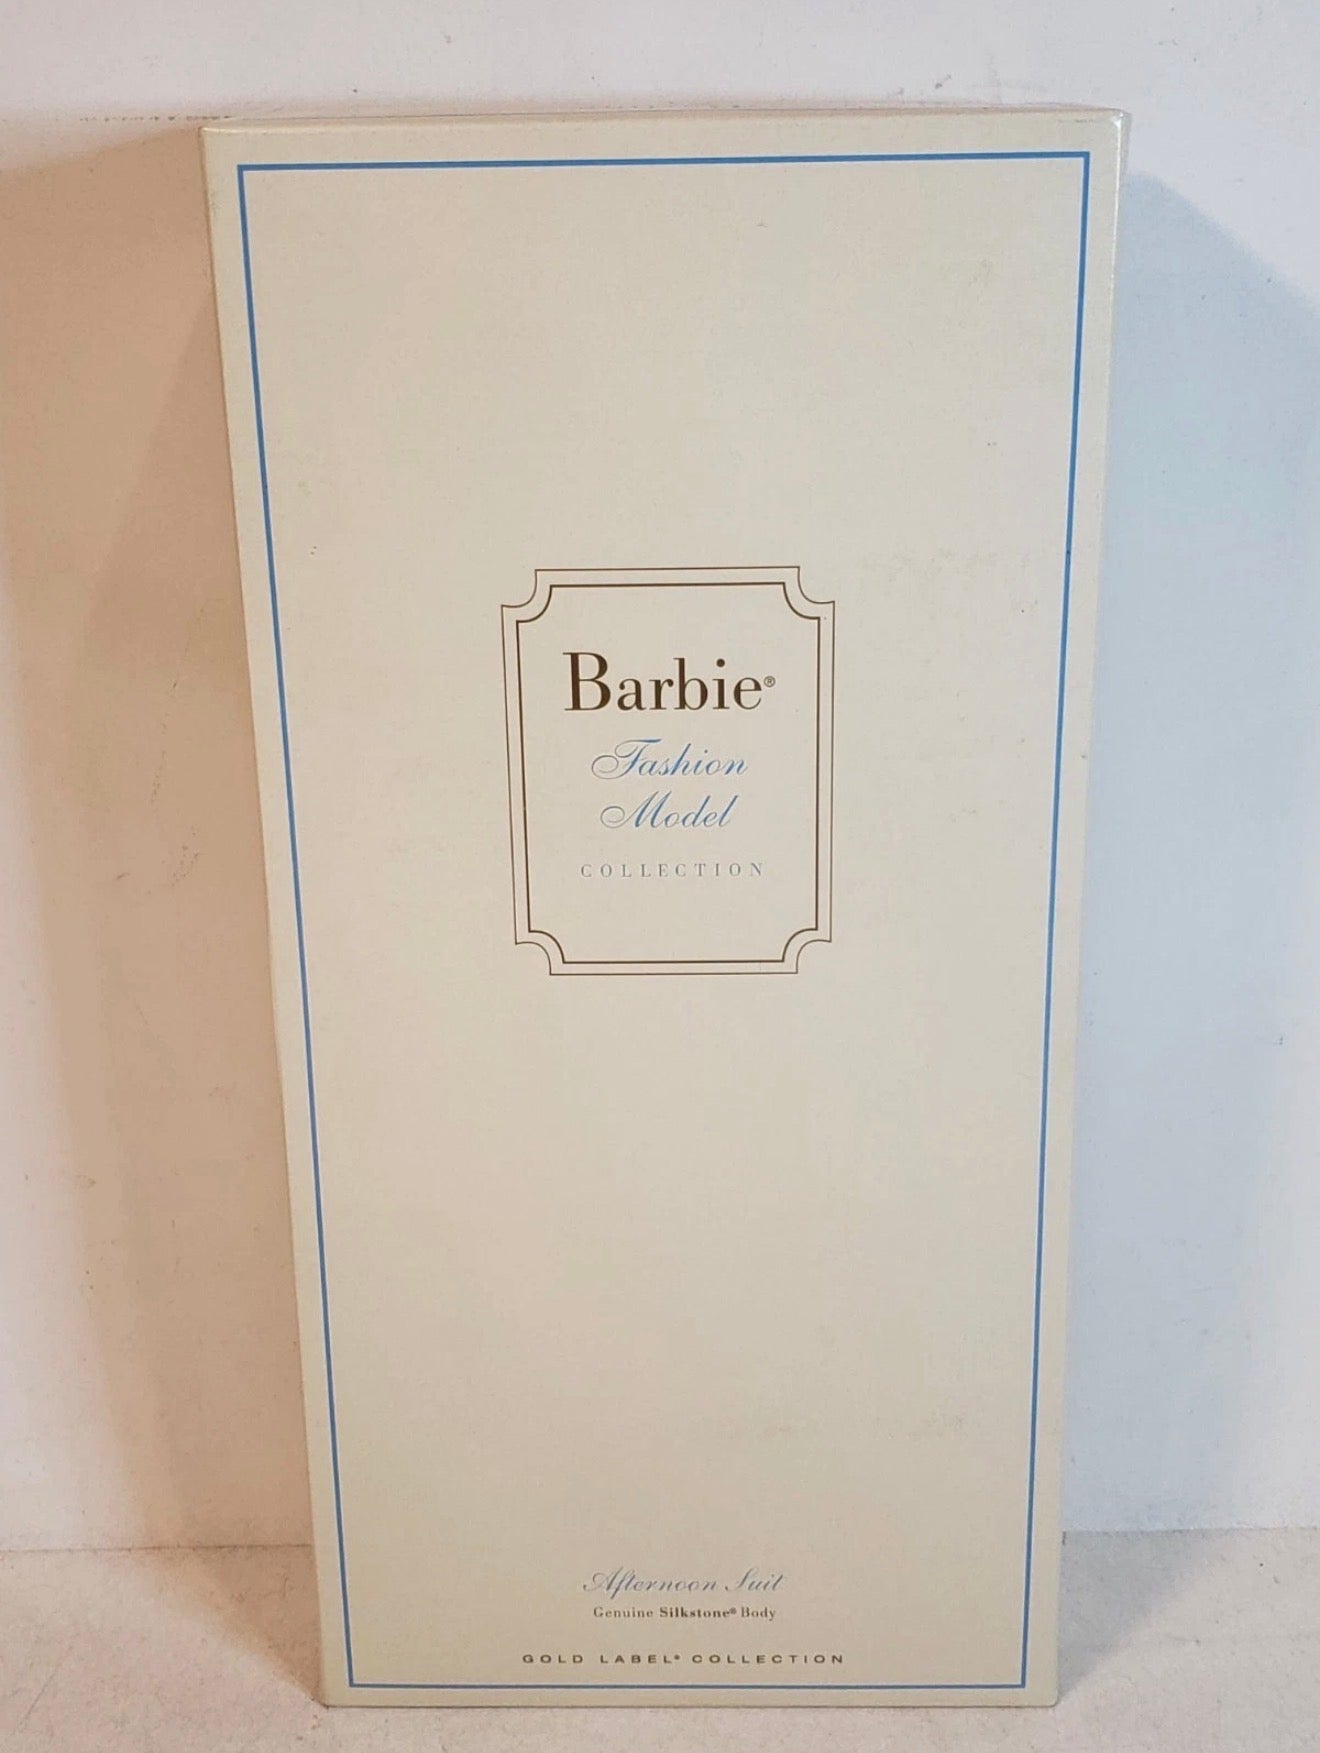 Barbie®
Fashion
Model
COLLECTION
Afternoon Suit
Genuine Silkstone® Body
GOLD LABEL® COLLECTION